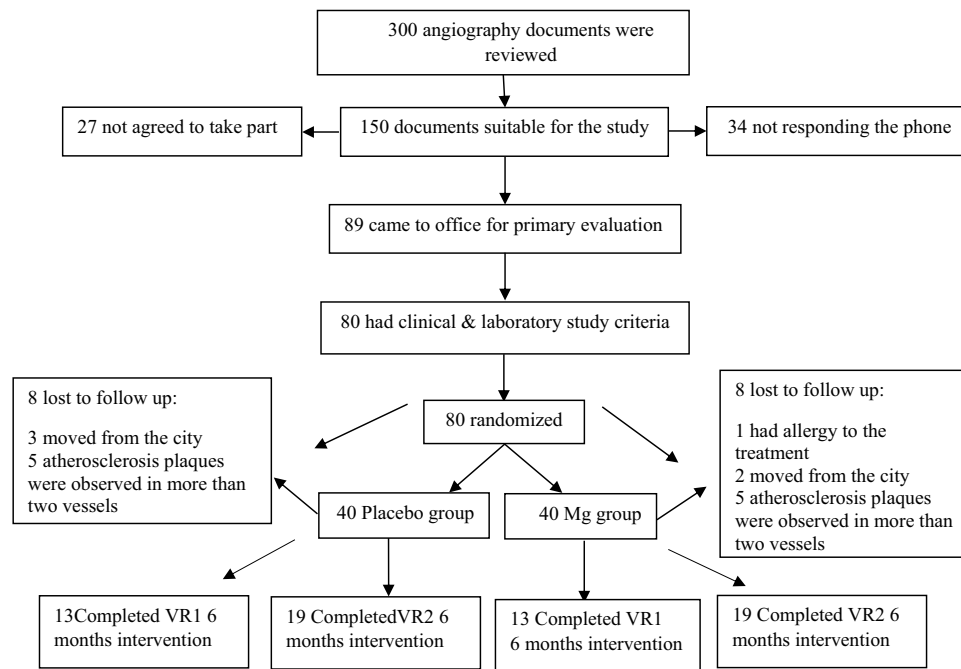 300 angiography documents were
reviewed
27 not agreed to take part
150 documents suitable for the study
34 not responding the phone
89 came to office for primary evaluation
80 had clinical & laboratory study criteria
8 lost to follow up:
3 moved from the city
5 atherosclerosis plaques
were observed in more than
two vessels
80 randomized
8 lost to follow up:
1 had allergy to the
treatment
2 moved from the city
5 atherosclerosis plaques
were observed in more than
two vessels
40 Placebo group
40 Mg group
13Completed VR1 6
months intervention
19 CompletedVR2 6
months intervention
13 Completed VR1
6 months intervention
19 Completed VR2 6
months intervention